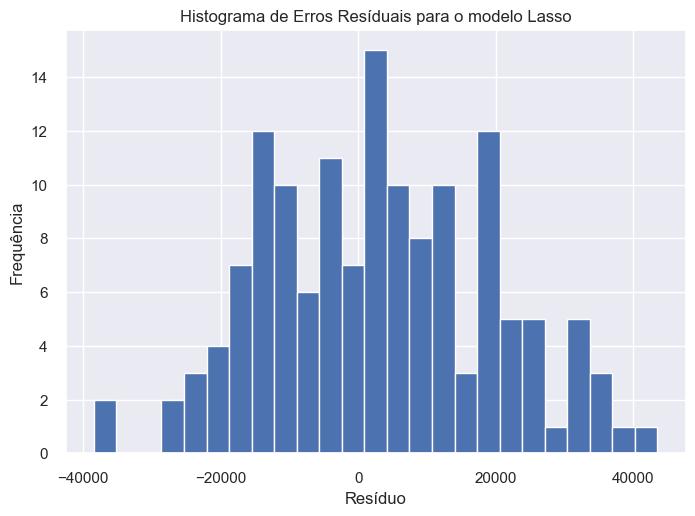 Histograma de Erros Resíduais para o modelo Lasso
14
12
10
8
6
4
2
0
Frequência
−40000 −20000 0 20000 40000
Resíduo